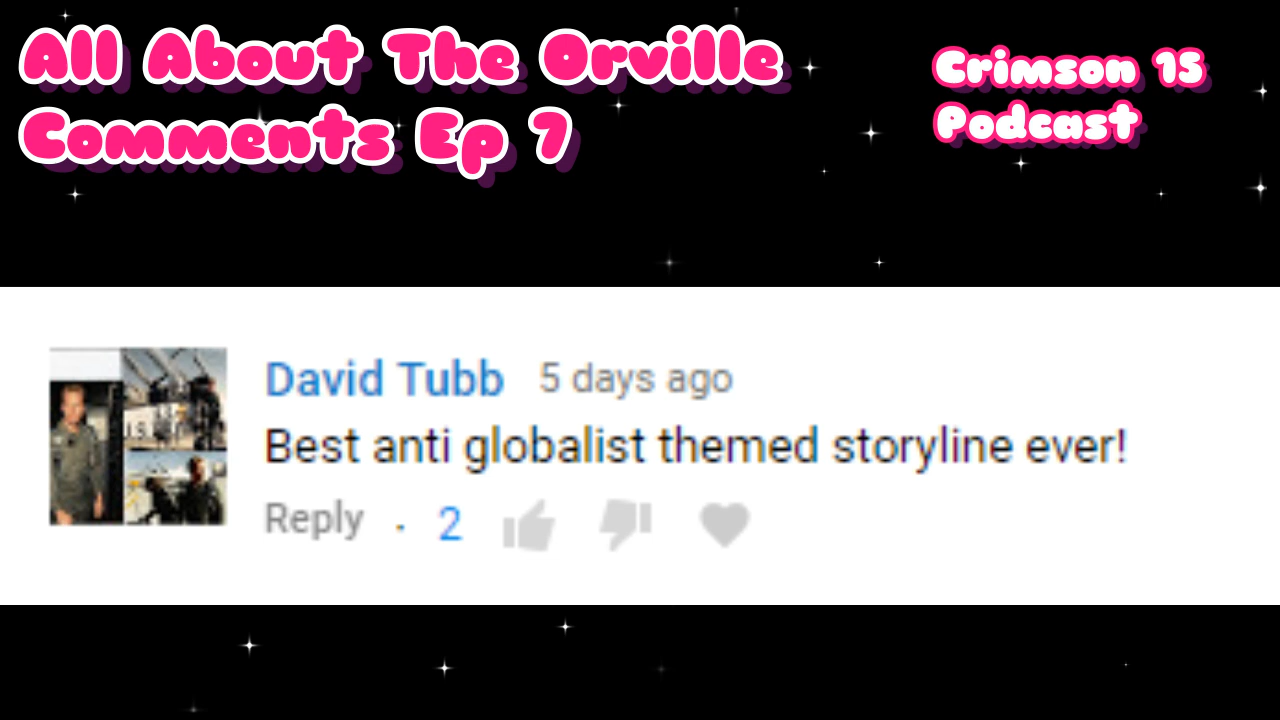 All About The Orville
Comments Ep 7
Crimson 15
Podcast
David Tubb 5 days ago
Best anti globalist themed storyline ever!
Reply · 2